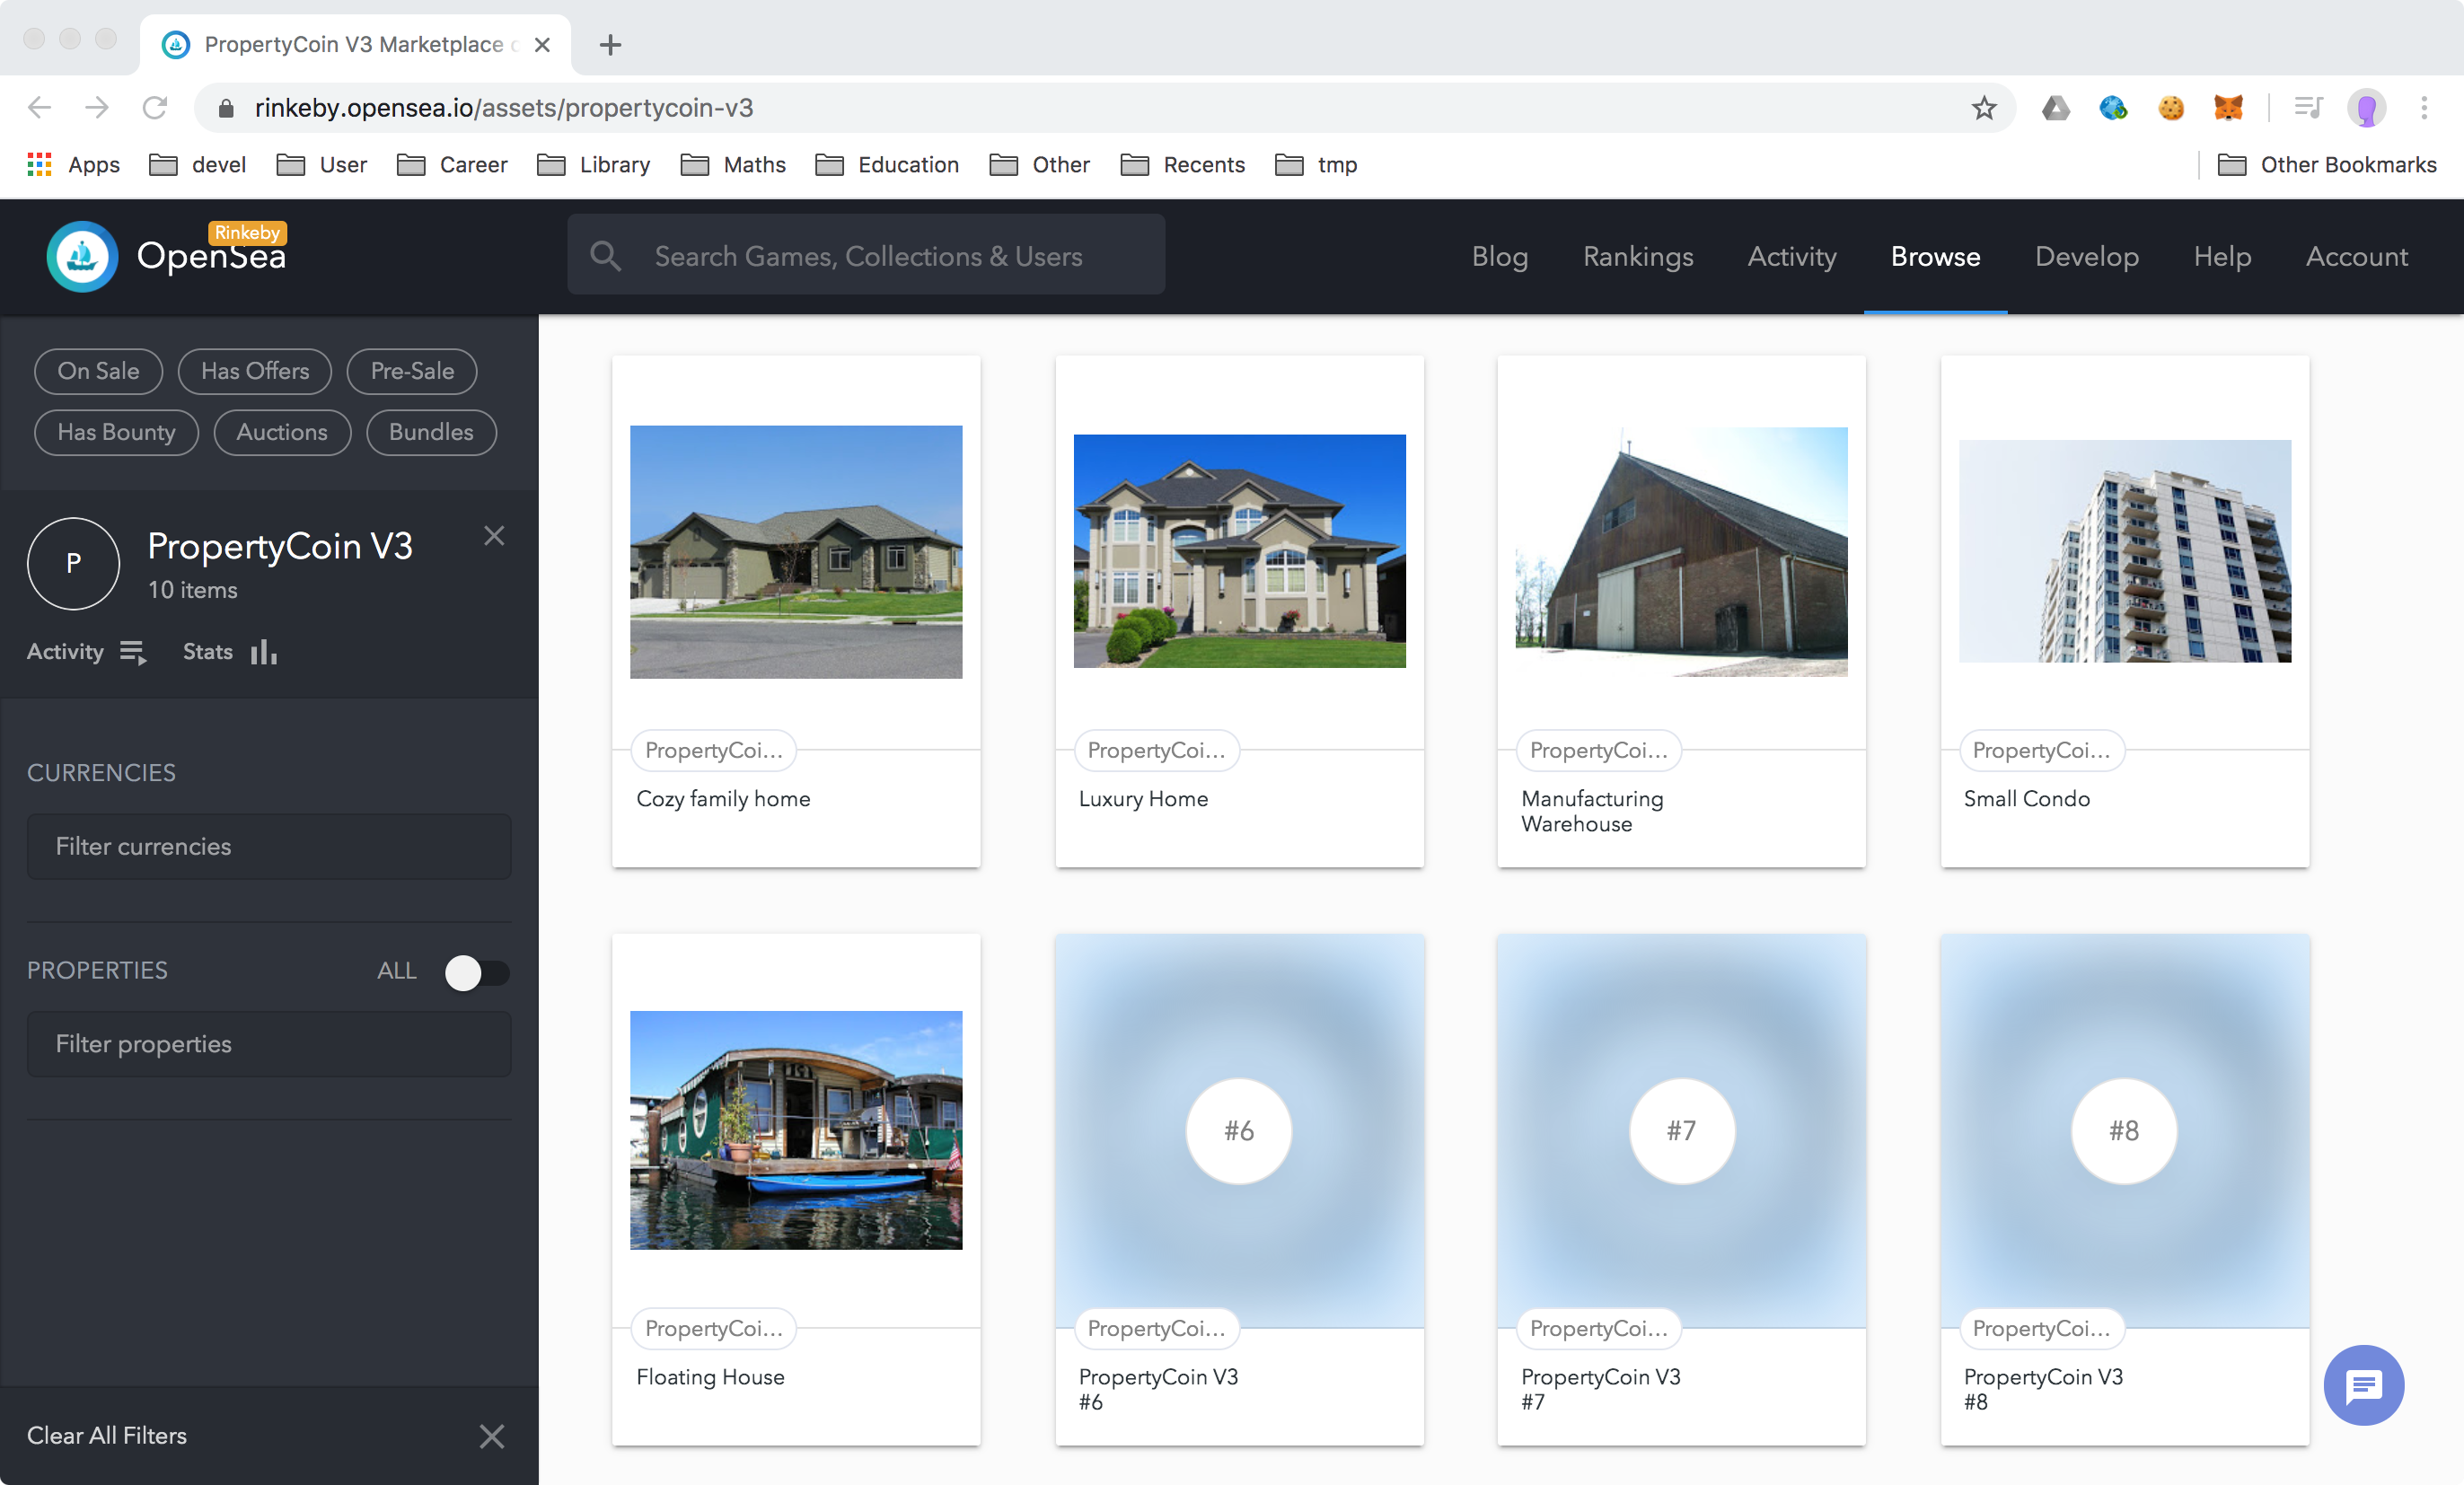 PropertyCoin V3 Marketplace
rinkeby.opensea.io/assets/propertycoin-v3
Apps devel User Career Library Maths Education Other Recents tmp Other Bookmarks
Rinkeby
OpenSea
Search Games, Collections & Users
Blog Rankings Activity Browse Develop Help Account
On Sale Has Offers Pre-Sale
Has Bounty Auctions Bundles
P
PropertyCoin V3
10 items
Activity Stats
CURRENCIES
Filter currencies
PROPERTIES ALL
Filter properties
Clear All Filters
PropertyCoi...
Cozy family home
PropertyCoi...
Luxury Home
PropertyCoi...
Manufacturing
Warehouse
PropertyCoi...
Small Condo
PropertyCoi...
Floating House
#6
PropertyCoi...
PropertyCoin V3
#6
#7
PropertyCoi...
PropertyCoin V3
#7
#8
PropertyCoi...
PropertyCoin V3
#8